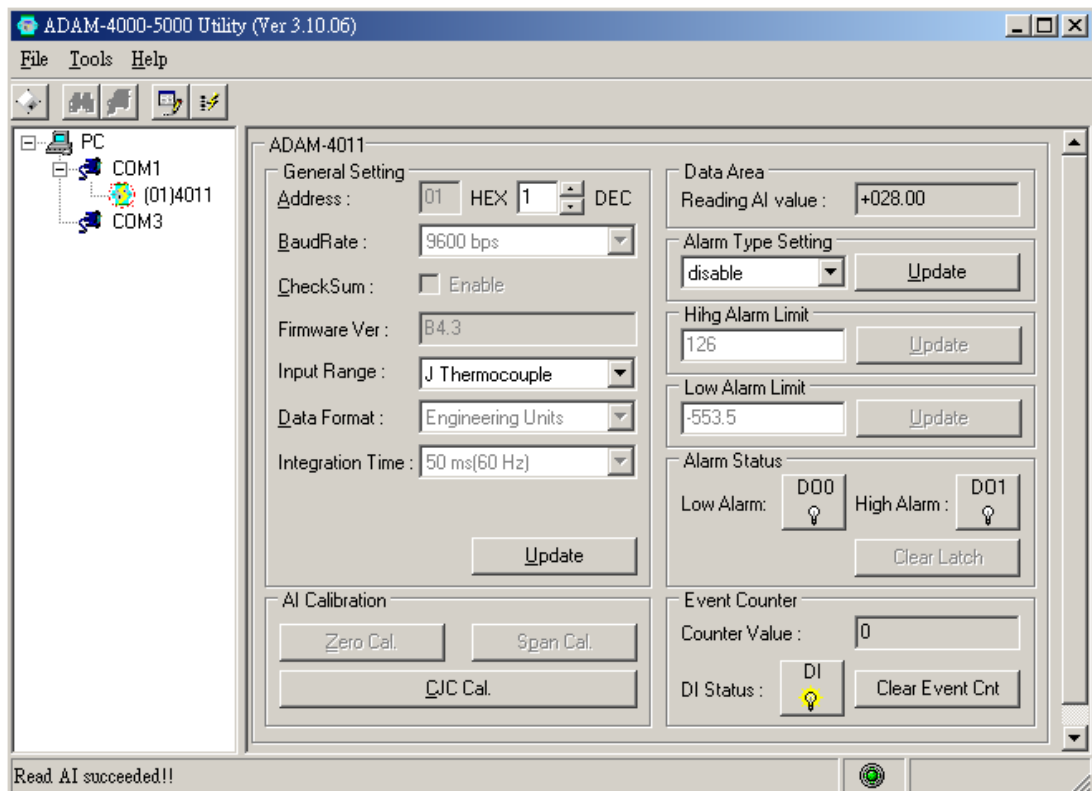 ADAM-4000-5000 Utility (Ver 3.10.06)
File Tools Help
PC
COM1
(01)4011
COM3
ADAM-4011
General Setting
Address : 01 HEX 1 DEC
BaudRate : 9600 bps
CheckSum : Enable
Firmware Ver : B4.3
Input Range : J Thermocouple
Data Format : Engineering Units
Integration Time : 50 ms(60 Hz)
Update
AI Calibration
Zero Cal. Span Cal.
CJC Cal.
Data Area
Reading AI value : +028.00
Alarm Type Setting
disable Update
Hihg Alarm Limit
126 Update
Low Alarm Limit
-553.5 Update
Alarm Status
Low Alarm: DO0 High Alarm : DO1
Clear Latch
Event Counter
Counter Value : 0
DI Status : DI Clear Event Cnt
Read AI succeeded!!